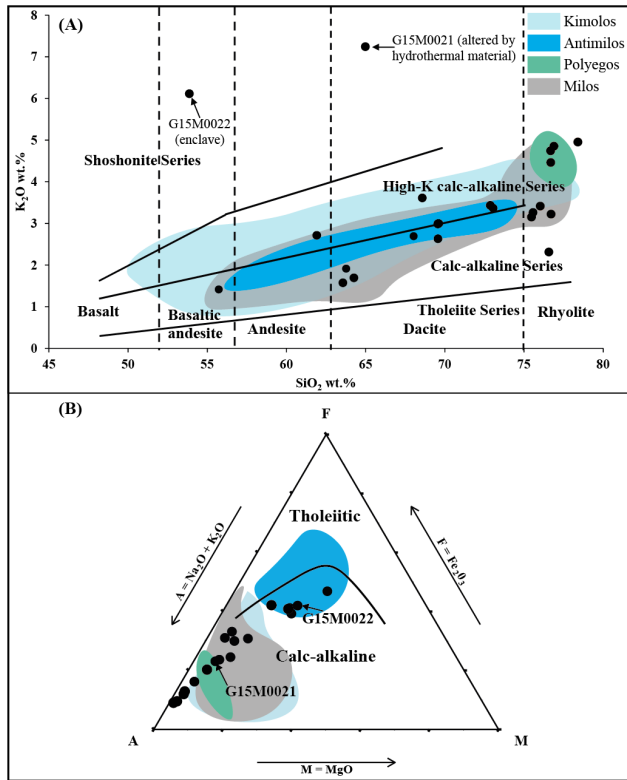 (A)
G15M0021 (altered by
hydrothermal material)
Kimolos
Antimilos
Polyegos
Milos
G15M0022
(enclave)
Shoshonite Series
High-K calc-alkaline Series
Calc-alkaline Series
Tholeiite Series
Basalt
Basaltic
andesite
Andesite
Dacite
Rhyolite
K₂O wt.%
8
7
6
5
4
3
2
1
0
45
50
55
60
65
70
75
80
SiO₂ wt.%
(B)
F
Tholeiitic
A = Na₂O + K₂O
F = Fe₂0₃
G15M0022
Calc-alkaline
G15M0021
A
M
M = MgO